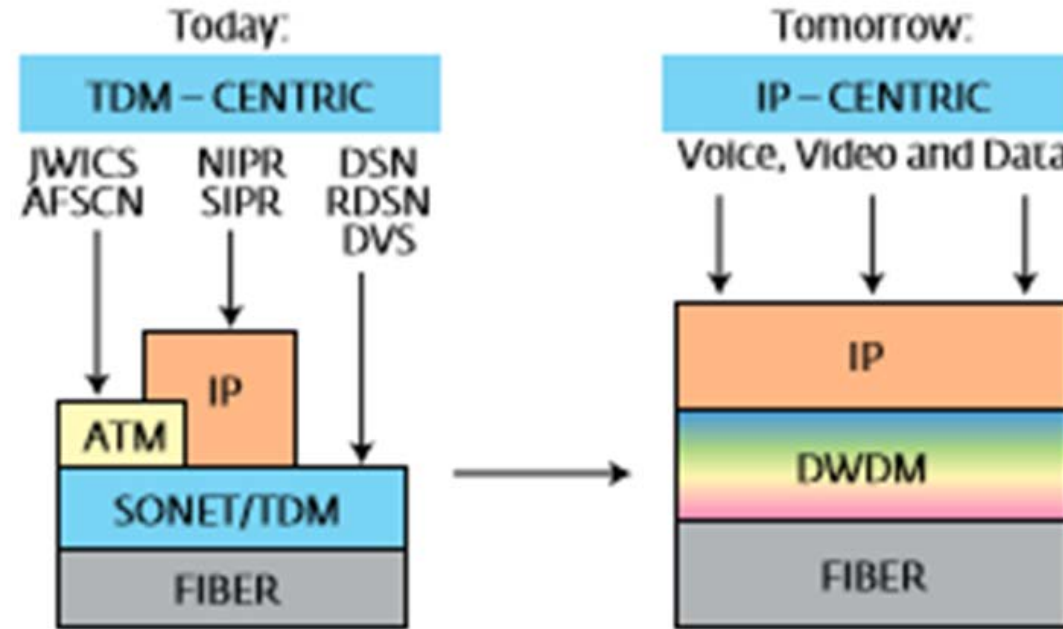 Today:
TDM – CENTRIC
JWICS
AFSCN
NIPR
SIPR
DSN
RDSN
DVS
IP
ATM
SONET/TDM
FIBER
Tomorrow:
IP – CENTRIC
Voice, Video and Data
IP
DWDM
FIBER